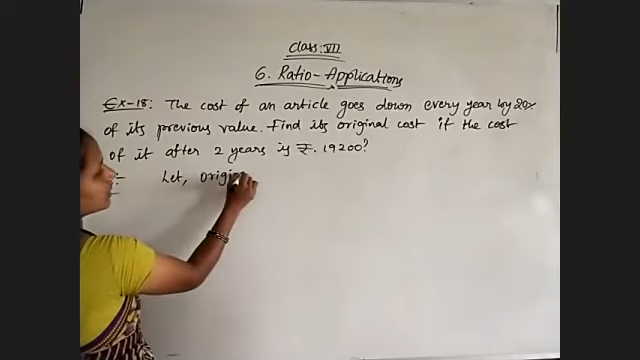 Class: VII
6. Ratio-Applications
Ex-18: The cost of an article goes down every year by 20%
of its previous value. Find its original cost if the cost
of it after 2 years is ₹. 19200?
Let, Origin